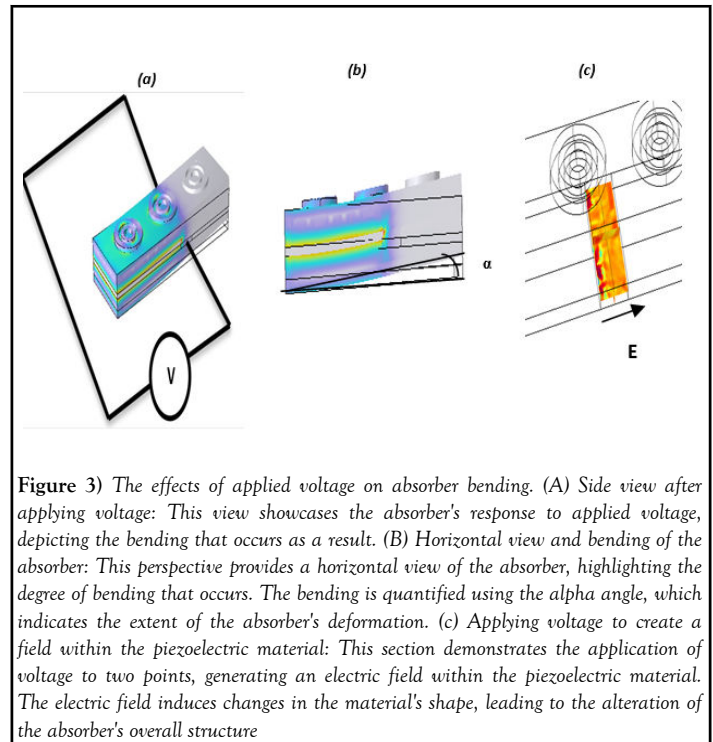 (a)
(b)
(c)
α
V
E
Figure 3) The effects of applied voltage on absorber bending. (A) Side view after
applying voltage: This view showcases the absorber's response to applied voltage,
depicting the bending that occurs as a result. (B) Horizontal view and bending of the
absorber: This perspective provides a horizontal view of the absorber, highlighting the
degree of bending that occurs. The bending is quantified using the alpha angle, which
indicates the extent of the absorber's deformation. (c) Applying voltage to create a
field within the piezoelectric material: This section demonstrates the application of
voltage to two points, generating an electric field within the piezoelectric material.
The electric field induces changes in the material's shape, leading to the alteration of
the absorber's overall structure